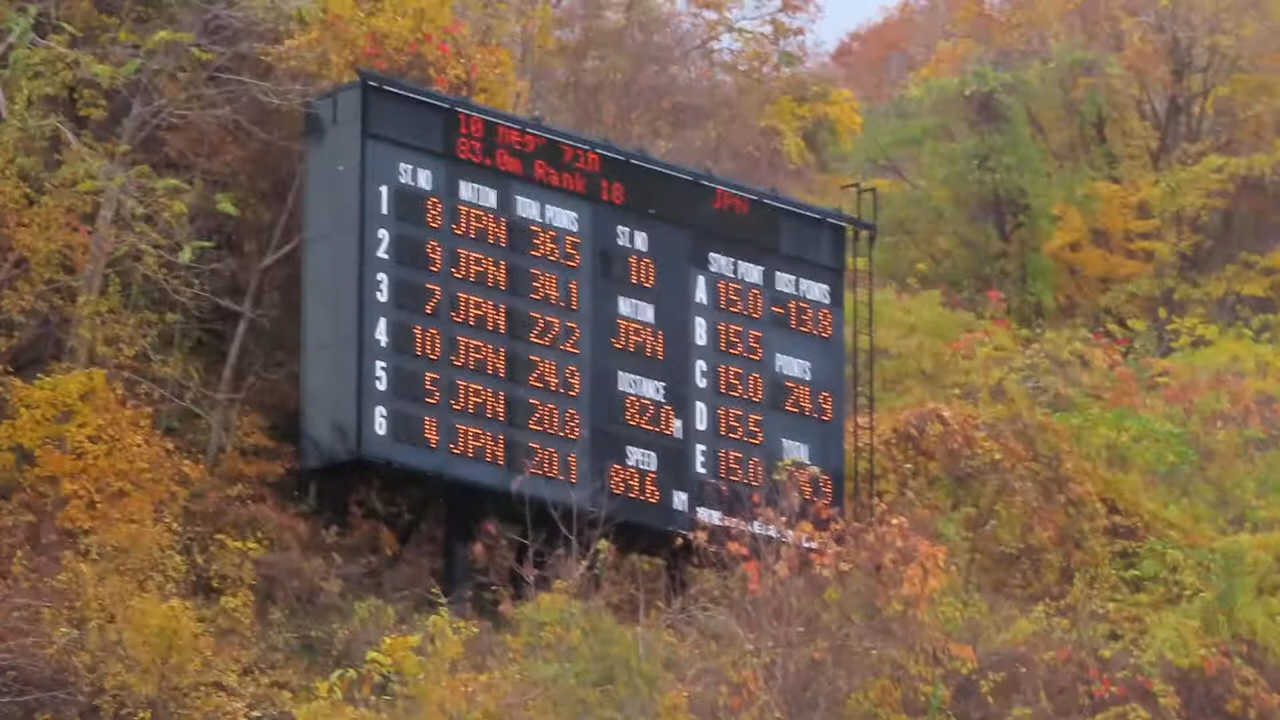 83.0m Rank 18 JPN
ST. NO NATION TOTAL POINTS
1 8 JPN 36.5
2 9 JPN 34.1
3 7 JPN 27.2
4 10 JPN 24.9
5 5 JPN 20.8
6 4 JPN 20.1
ST. NO
10
NATION
JPN
DISTANCE
82.0M
SPEED
89.6 KM
STYLE POINT
A 15.0
B 15.5
C 15.0
D 15.5
E 15.0
DIST. POINTS
-13.8
POINTS
24.9
TOTAL